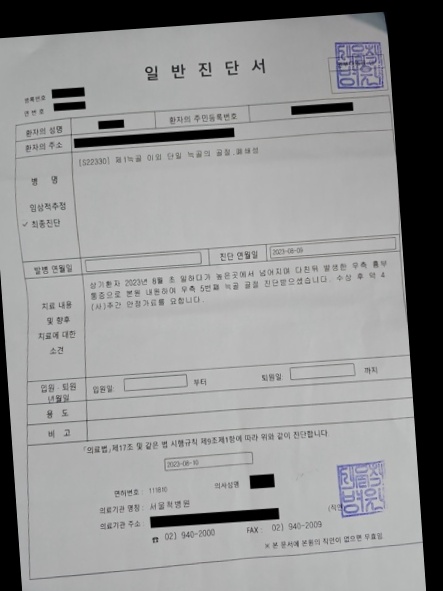 일 반 진 단 서
등록번호
연 번 호
환자의 성명
환자의 주민등록번호
환자의 주소
병 명
임상적추정
✓ 최종진단
[S22330] 제1늑골 이외 단일 늑골의 골절,폐쇄성
발병 연월일
진단 연월일
2023-08-09
치료 내용
및 향후
치료에 대한
소견
상기환자 2023년 8월 초 일하다가 높은곳에서 넘어지며 다친뒤 발생한 우측 흉부
통증으로 본원 내원하여 우측 5번째 늑골 골절 진단받으셨습니다. 수상 후 약 4
(사)주간 안정가료를 요합니다.
입원 · 퇴원
년월일
입원일
부터
퇴원일
까지
용 도
비 고
「의료법」제17조 및 같은 법 시행규칙 제9조제1항에 따라 위와 같이 진단합니다.
2023-08-10
면허번호 : 111610
의사성명
의료기관 명칭 : 서울척병원
의료기관 주소 :
(직인
☎ 02) 940-2000
FAX : 02) 940-2009
※ 본 문서에 본원의 직인이 없으면 무효임.